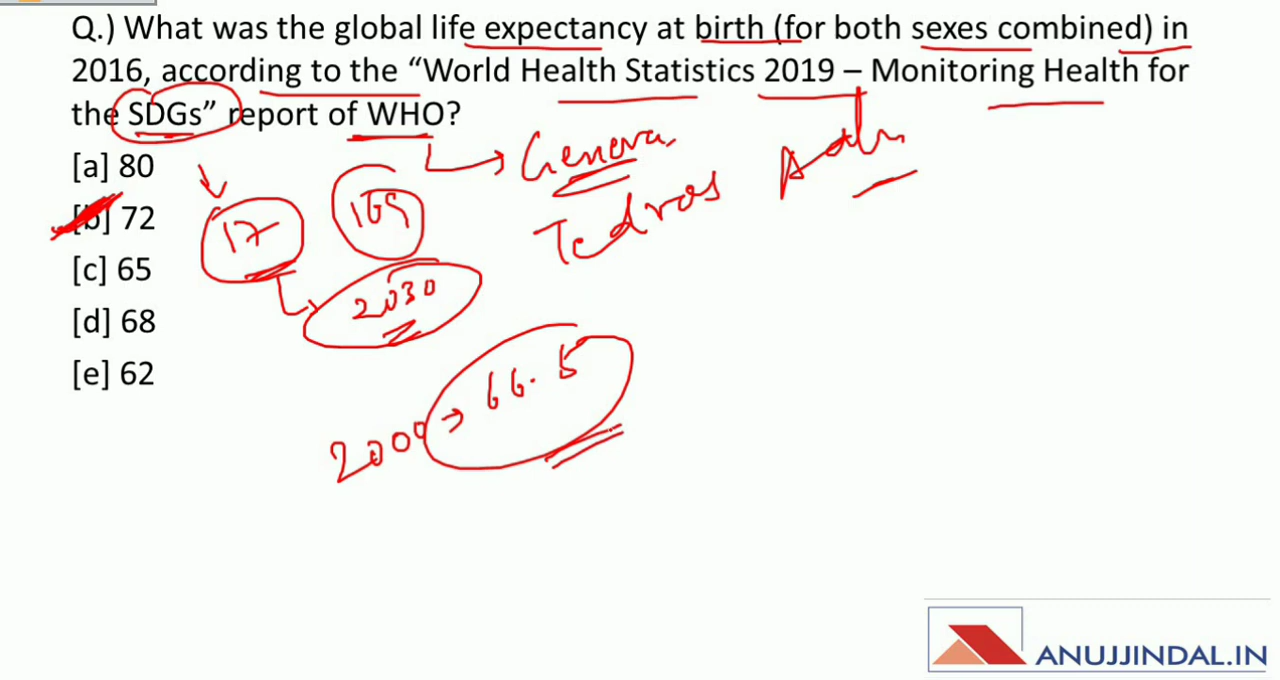 Q.) What was the global life expectancy at birth (for both sexes combined) in
2016, according to the “World Health Statistics 2019 – Monitoring Health for
the SDGs” report of WHO?
[a] 80
[b] 72
[c] 65
[d] 68
[e] 62
Geneva
Tedros Adh
17
169
2030
2000 → 66.5
ANUJJINDAL.IN